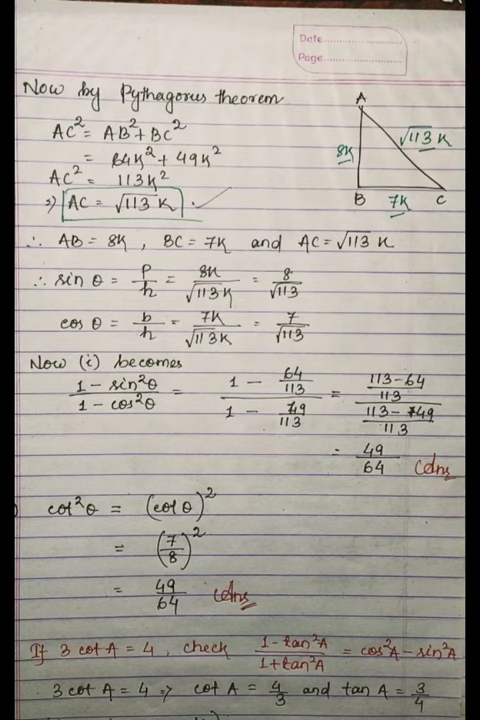 Date
Page
Now by Pythagorus theorem
AC² = AB² + BC²
= 64K² + 49K²
AC² = 113K²
⇒ AC = √113 K
A
8K
√113 K
B
7K
C
∴ AB = 8K , BC = 7K and AC = √113 K
∴ sin θ = p/h = 8K/√113K = 8/√113
cos θ = b/h = 7K/√113K = 7/√113
Now (i) becomes
1 - sin²θ / 1 - cos²θ = (1 - 64/113) / (1 - 49/113) = ((113-64)/113) / ((113-49)/113)
= 49/64 Ans
cot²θ = (cot θ)²
= (7/8)²
= 49/64 Ans
If 3 cot A = 4, check 1-tan²A / 1+tan²A = cos²A - sin²A
3 cot A = 4 ⇒ cot A = 4/3 and tan A = 3/4